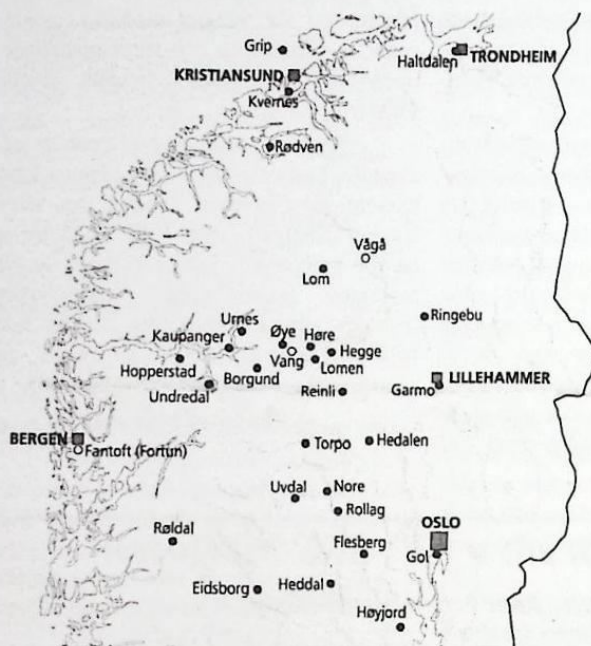 Grip
Haltdalen
TRONDHEIM
KRISTIANSUND
Kvernes
Rødven
Vågå
Lom
Ringebu
Urnes
Kaupanger
Øye
Høre
Hegge
Vang
Lomen
Hopperstad
Borgund
Undredal
Reinli
LILLEHAMMER
Garmo
BERGEN
Fantoft (Fortun)
Torpo
Hedalen
Uvdal
Nore
Rollag
OSLO
Røldal
Flesberg
Gol
Eidsborg
Heddal
Høyjord